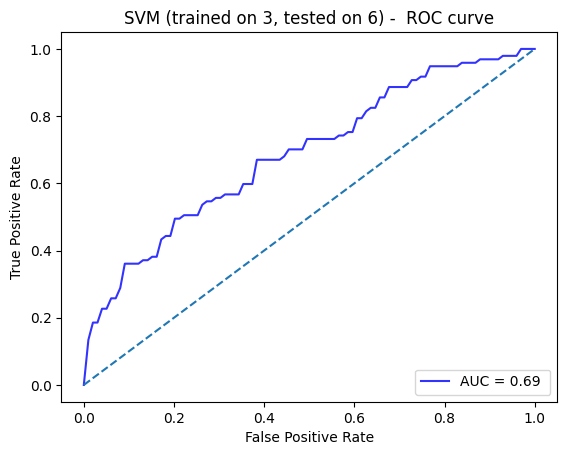 SVM (trained on 3, tested on 6) -  ROC curve
True Positive Rate
1.0
0.8
0.6
0.4
0.2
0.0
AUC = 0.69
0.0 0.2 0.4 0.6 0.8 1.0
False Positive Rate